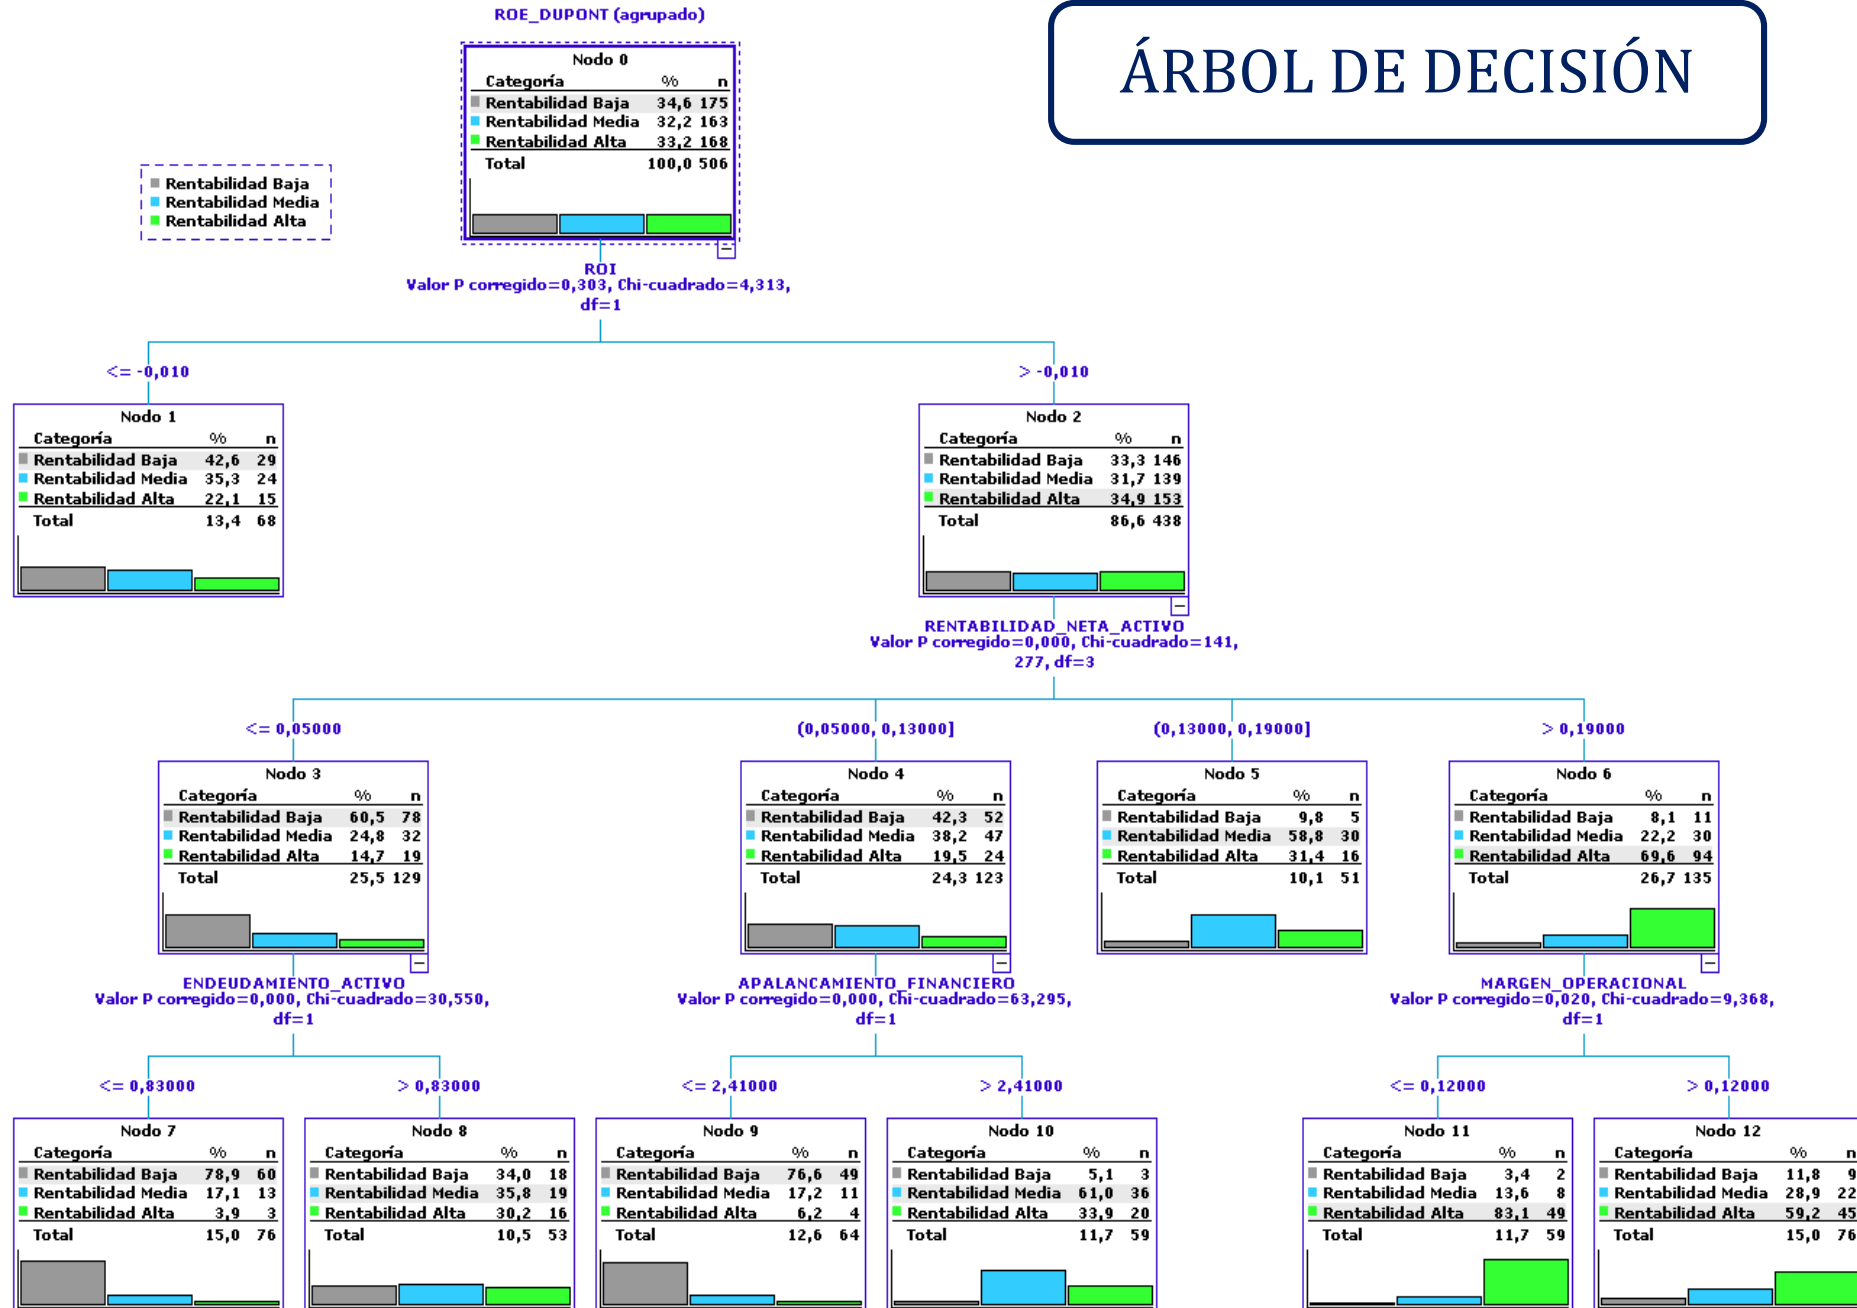 ROE_DUPONT (agrupado)
ÁRBOL DE DECISIÓN
Nodo 0
Categoría % n
Rentabilidad Baja 34,6 175
Rentabilidad Media 32,2 163
Rentabilidad Alta 33,2 168
Total 100,0 506
Rentabilidad Baja
Rentabilidad Media
Rentabilidad Alta
ROI
Valor P corregido=0,303, Chi-cuadrado=4,313,
df=1
<= -0,010
> -0,010
Nodo 1
Categoría % n
Rentabilidad Baja 42,6 29
Rentabilidad Media 35,3 24
Rentabilidad Alta 22,1 15
Total 13,4 68
Nodo 2
Categoría % n
Rentabilidad Baja 33,3 146
Rentabilidad Media 31,7 139
Rentabilidad Alta 34,9 153
Total 86,6 438
RENTABILIDAD_NETA_ACTIVO
Valor P corregido=0,000, Chi-cuadrado=141,
277, df=3
<= 0,05000
(0,05000, 0,13000]
(0,13000, 0,19000]
> 0,19000
Nodo 3
Categoría % n
Rentabilidad Baja 60,5 78
Rentabilidad Media 24,8 32
Rentabilidad Alta 14,7 19
Total 25,5 129
Nodo 4
Categoría % n
Rentabilidad Baja 42,3 52
Rentabilidad Media 38,2 47
Rentabilidad Alta 19,5 24
Total 24,3 123
Nodo 5
Categoría % n
Rentabilidad Baja 9,8 5
Rentabilidad Media 58,8 30
Rentabilidad Alta 31,4 16
Total 10,1 51
Nodo 6
Categoría % n
Rentabilidad Baja 8,1 11
Rentabilidad Media 22,2 30
Rentabilidad Alta 69,6 94
Total 26,7 135
ENDEUDAMIENTO_ACTIVO
Valor P corregido=0,000, Chi-cuadrado=30,550,
df=1
APALANCAMIENTO_FINANCIERO
Valor P corregido=0,000, Chi-cuadrado=63,295,
df=1
MARGEN_OPERACIONAL
Valor P corregido=0,020, Chi-cuadrado=9,368,
df=1
<= 0,83000
> 0,83000
<= 2,41000
> 2,41000
<= 0,12000
> 0,12000
Nodo 7
Categoría % n
Rentabilidad Baja 78,9 60
Rentabilidad Media 17,1 13
Rentabilidad Alta 3,9 3
Total 15,0 76
Nodo 8
Categoría % n
Rentabilidad Baja 34,0 18
Rentabilidad Media 35,8 19
Rentabilidad Alta 30,2 16
Total 10,5 53
Nodo 9
Categoría % n
Rentabilidad Baja 76,6 49
Rentabilidad Media 17,2 11
Rentabilidad Alta 6,2 4
Total 12,6 64
Nodo 10
Categoría % n
Rentabilidad Baja 5,1 3
Rentabilidad Media 61,0 36
Rentabilidad Alta 33,9 20
Total 11,7 59
Nodo 11
Categoría % n
Rentabilidad Baja 3,4 2
Rentabilidad Media 13,6 8
Rentabilidad Alta 83,1 49
Total 11,7 59
Nodo 12
Categoría % n
Rentabilidad Baja 11,8 9
Rentabilidad Media 28,9 22
Rentabilidad Alta 59,2 45
Total 15,0 76